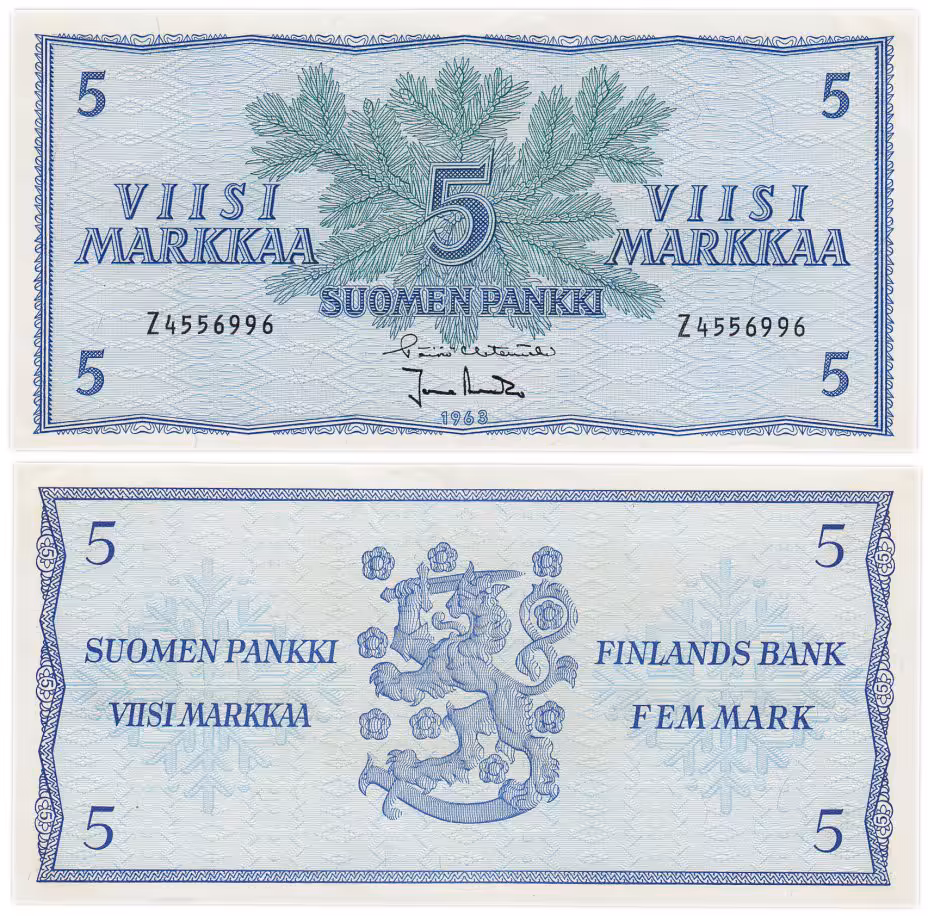 5 5
VIISI VIISI
MARKKAA 5 MARKKAA
SUOMEN PANKKI
Z4556996 Z4556996
5 5
1963
5 5
SUOMEN PANKKI FINLANDS BANK
VIISI MARKKAA FEM MARK
5 5